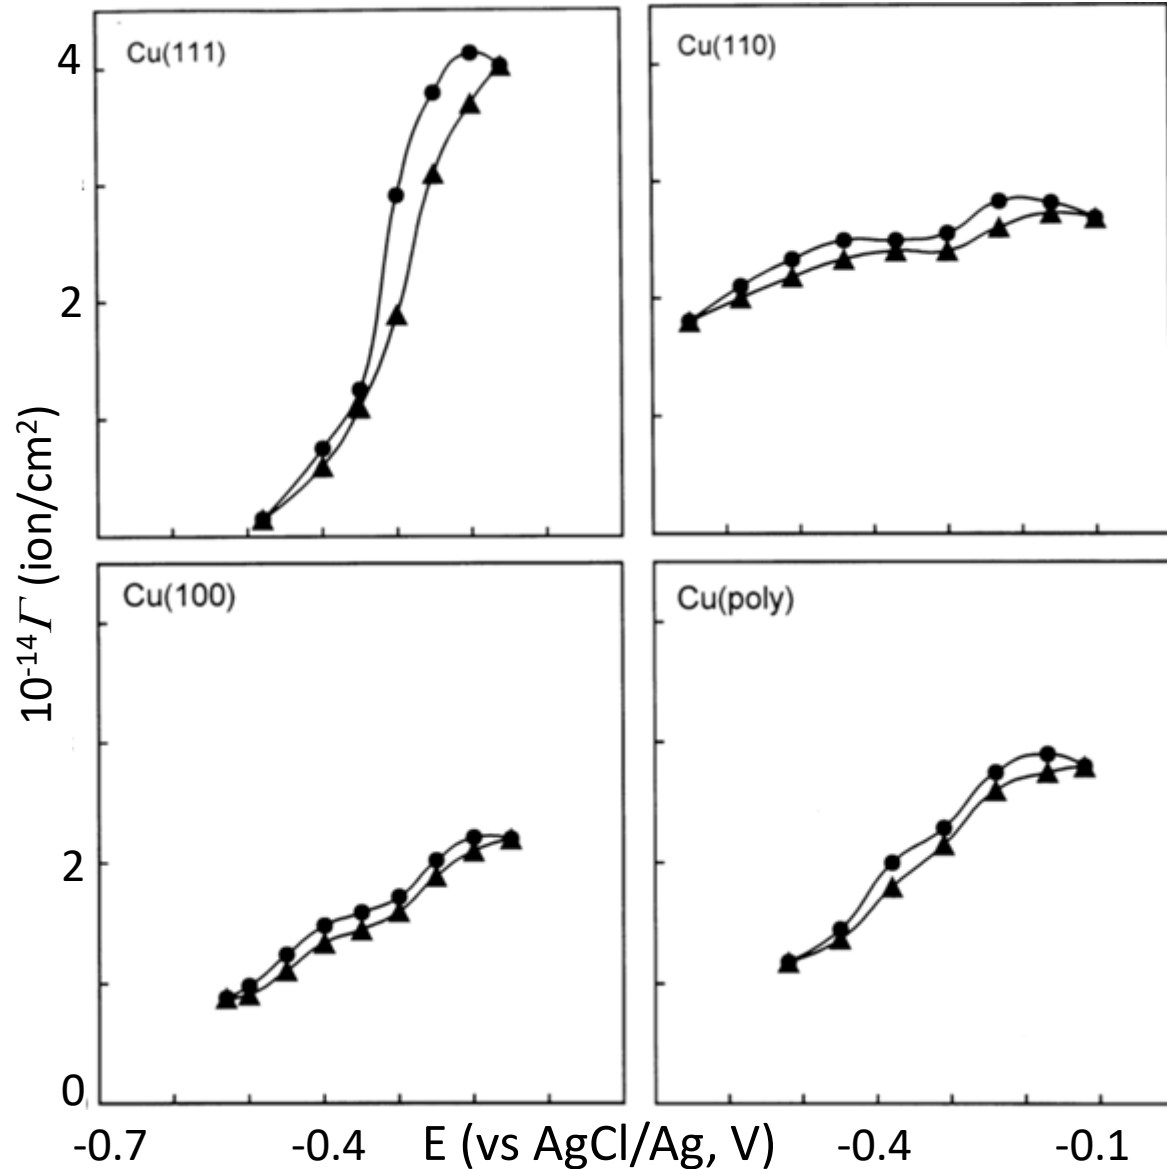 Cu(111)
Cu(110)
4
2
10⁻¹⁴Γ (ion/cm²)
Cu(100)
Cu(poly)
2
0
-0.7
-0.4
E (vs AgCl/Ag, V)
-0.4
-0.1